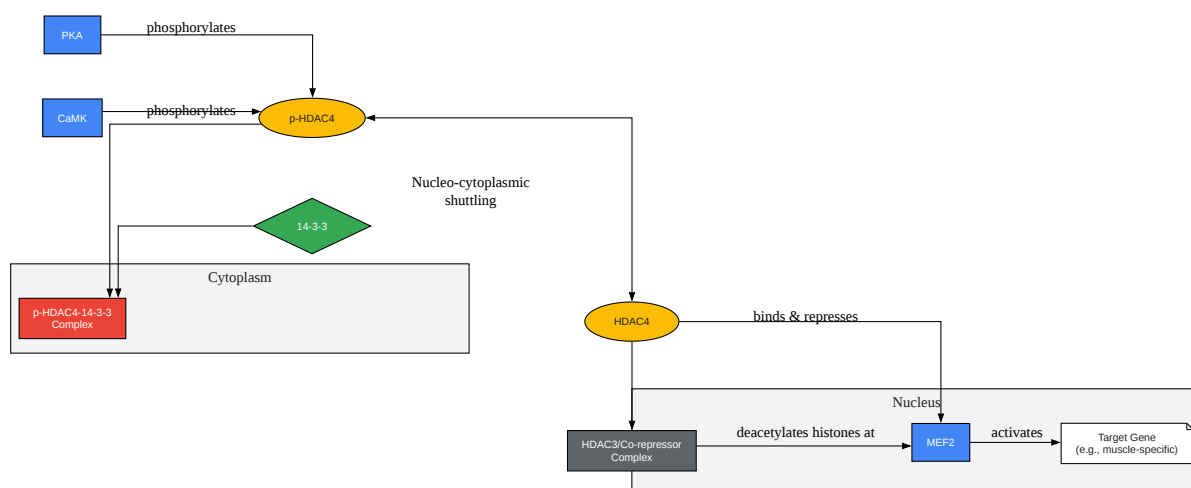 phosphorylates
PKA
phosphorylates
CaMK
p-HDAC4
Nucleo-cytoplasmic
shuttling
14-3-3
Cytoplasm
p-HDAC4-14-3-3
Complex
HDAC4
binds & represses
Nucleus
HDAC3/Co-repressor
Complex
deacetylates histones at
MEF2
activates
Target Gene
(e.g., muscle-specific)